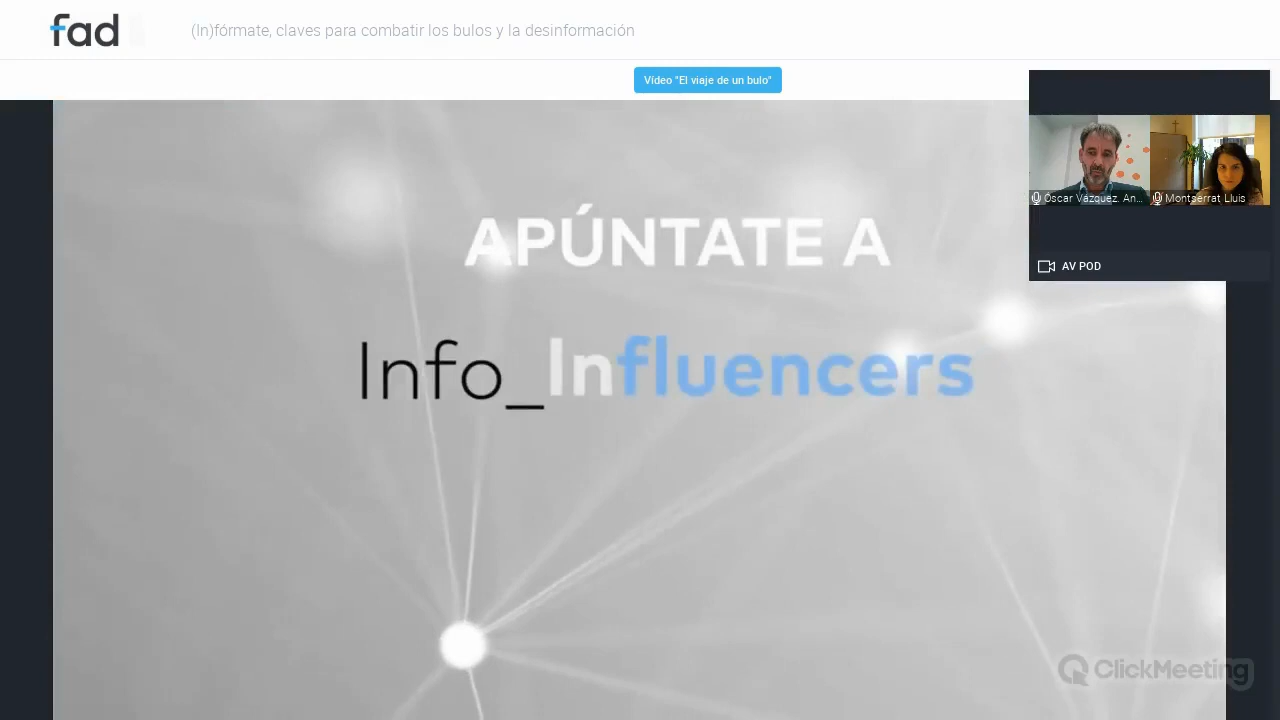 fad
(In)fórmate, claves para combatir los bulos y la desinformación
Vídeo "El viaje de un bulo"
Óscar Vázquez. An...
Montserrat Lluis
AV POD
APÚNTATE A
Info_Influencers
ClickMeeting